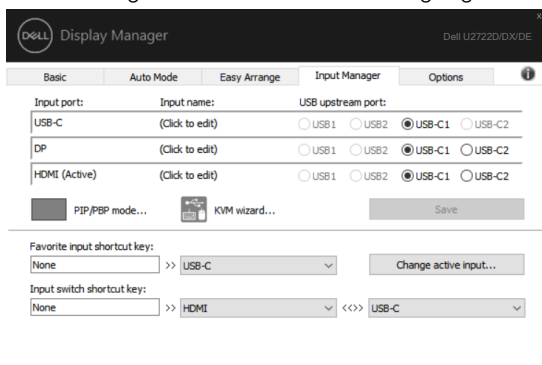 DELL Display Manager
x
Dell U2722D/DX/DE
Basic Auto Mode Easy Arrange Input Manager Options i
Input port: Input name: USB upstream port:
USB-C (Click to edit) USB1 USB2 USB-C1 USB-C2
DP (Click to edit) USB1 USB2 USB-C1 USB-C2
HDMI (Active) (Click to edit) USB1 USB2 USB-C1 USB-C2
PIP/PBP mode... KVM wizard... Save
Favorite input shortcut key:
None >> USB-C Change active input...
Input switch shortcut key:
None >> HDMI <<>> USB-C